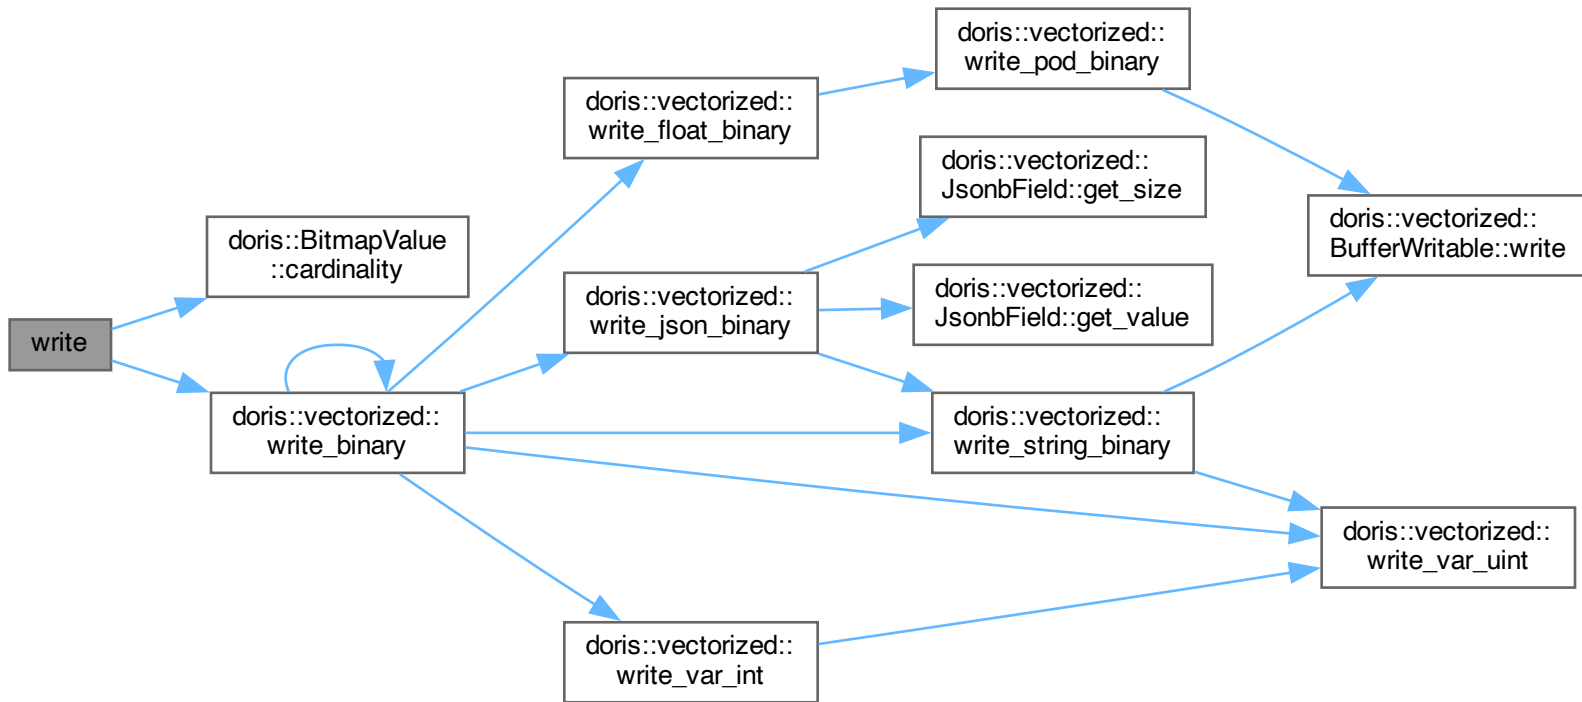 write
doris::BitmapValue
::cardinality
doris::vectorized::
write_binary
doris::vectorized::
write_float_binary
doris::vectorized::
write_json_binary
doris::vectorized::
write_var_int
doris::vectorized::
write_pod_binary
doris::vectorized::
JsonbField::get_size
doris::vectorized::
JsonbField::get_value
doris::vectorized::
write_string_binary
doris::vectorized::
BufferWritable::write
doris::vectorized::
write_var_uint